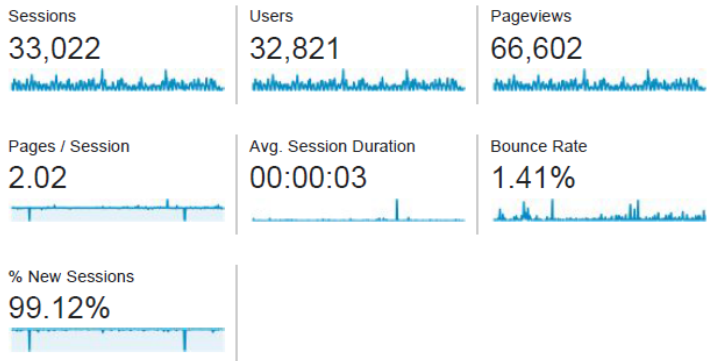 Sessions
33,022
Users
32,821
Pageviews
66,602
Pages / Session
2.02
Avg. Session Duration
00:00:03
Bounce Rate
1.41%
% New Sessions
99.12%